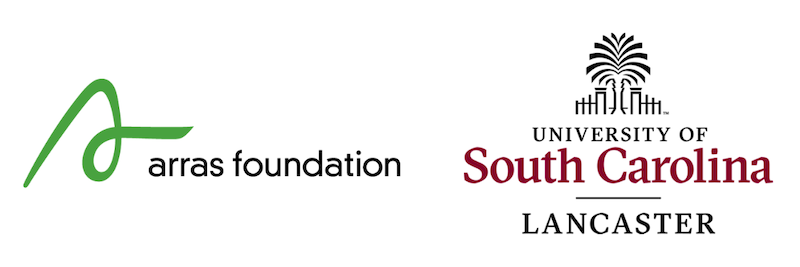 arras foundation
UNIVERSITY OF
South Carolina
LANCASTER